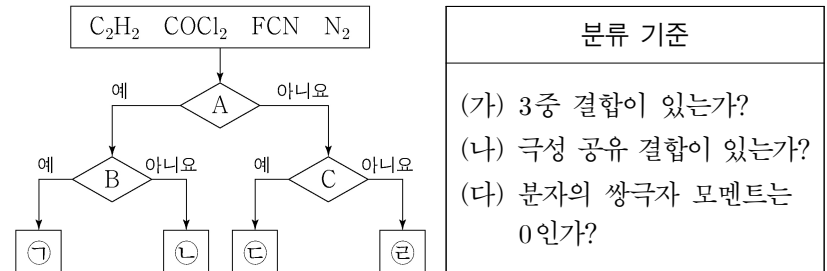 C₂H₂ COCl₂ FCN N₂
예 A 아니요
예 B 아니요 예 C 아니요
㉠ ㉡ ㉢ ㉣
분류 기준
(가) 3중 결합이 있는가?
(나) 극성 공유 결합이 있는가?
(다) 분자의 쌍극자 모멘트는
0인가?